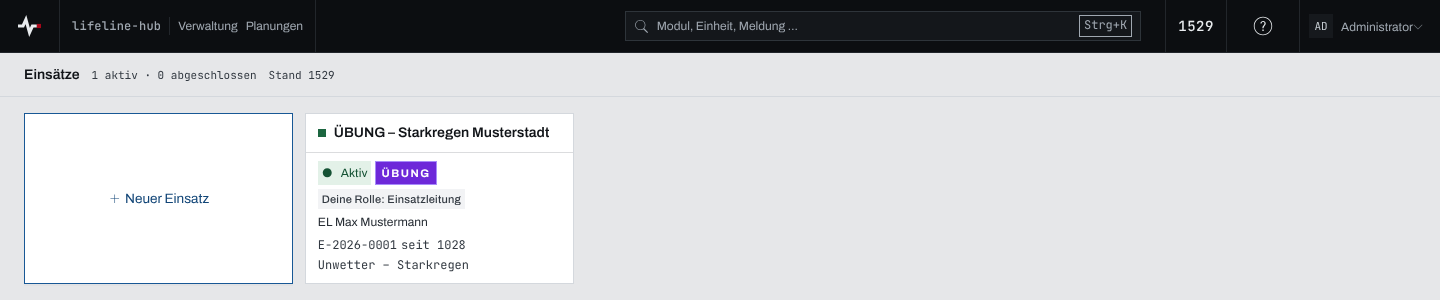 lifeline-hub Verwaltung Planungen Modul, Einheit, Meldung ... Strg+K 1529 ? AD Administrator
Einsätze 1 aktiv · 0 abgeschlossen Stand 1529
+ Neuer Einsatz
ÜBUNG – Starkregen Musterstadt
Aktiv ÜBUNG
Deine Rolle: Einsatzleitung
EL Max Mustermann
E-2026-0001 seit 1028
Unwetter – Starkregen